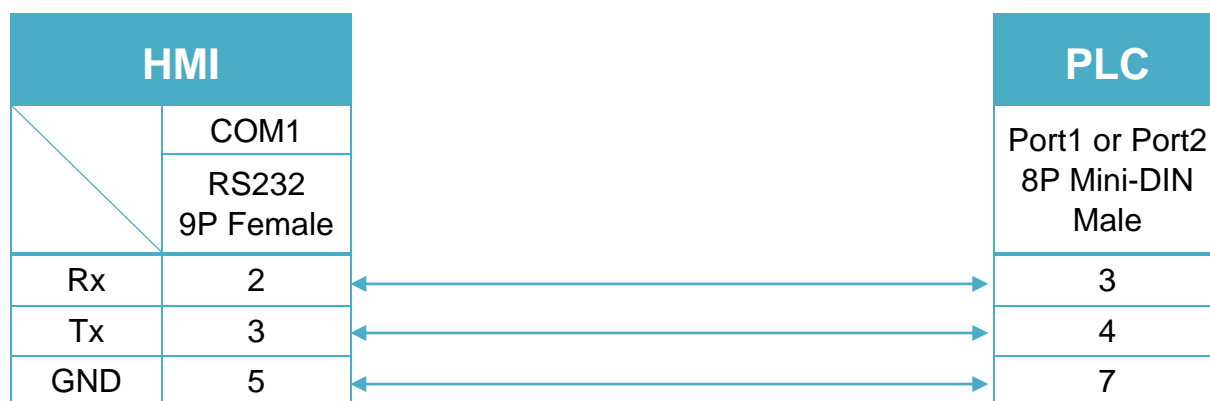 HMI
PLC
COM1
RS232
9P Female
Port1 or Port2
8P Mini-DIN
Male
Rx 2 3
Tx 3 4
GND 5 7